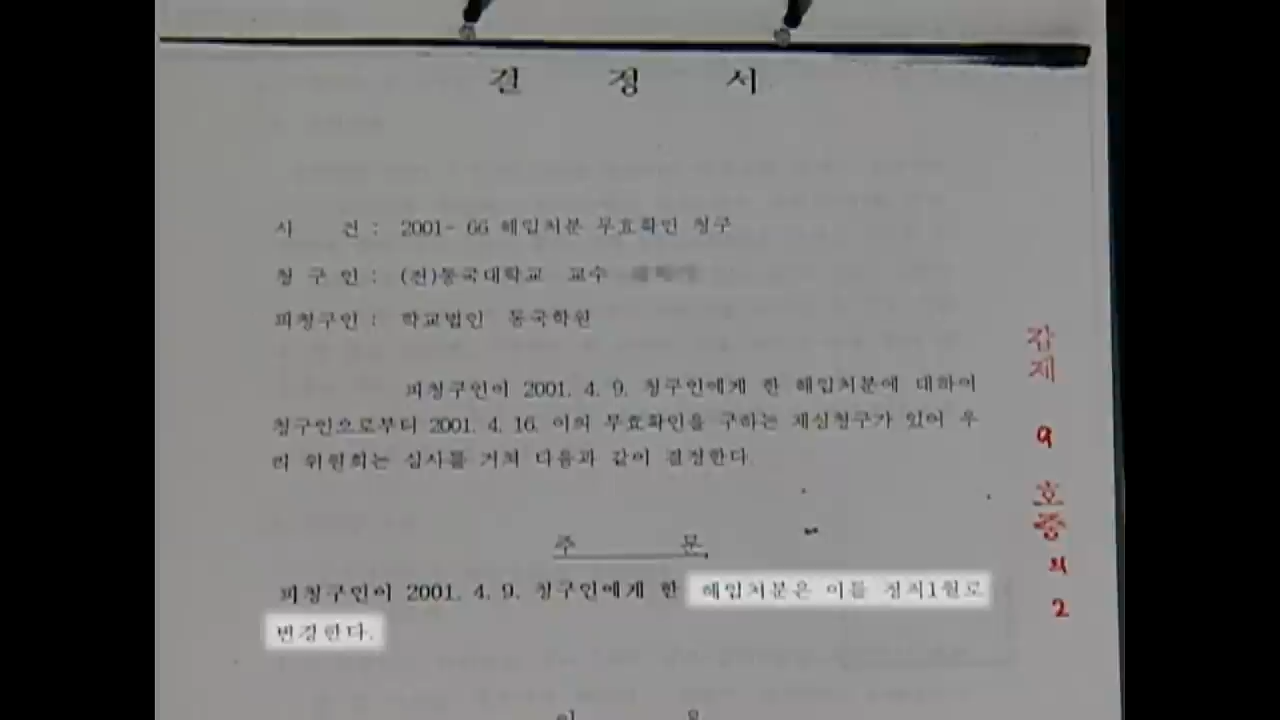 결 정 서
사 건 : 2001- 66 해임처분 무효확인 청구
청 구 인 : (전)동국대학교 교수
피청구인 : 학교법인 동국학원
피청구인이 2001. 4. 9. 청구인에게 한 해임처분에 대하여
청구인으로부터 2001. 4. 16. 이의 무효확인을 구하는 재심청구가 있어 우
리 위원회는 심사를 거쳐 다음과 같이 결정한다.
주 문
피청구인이 2001. 4. 9. 청구인에게 한 해임처분은 이를 정직1월로
변경한다.
이 유
갑제 9 호증의 2